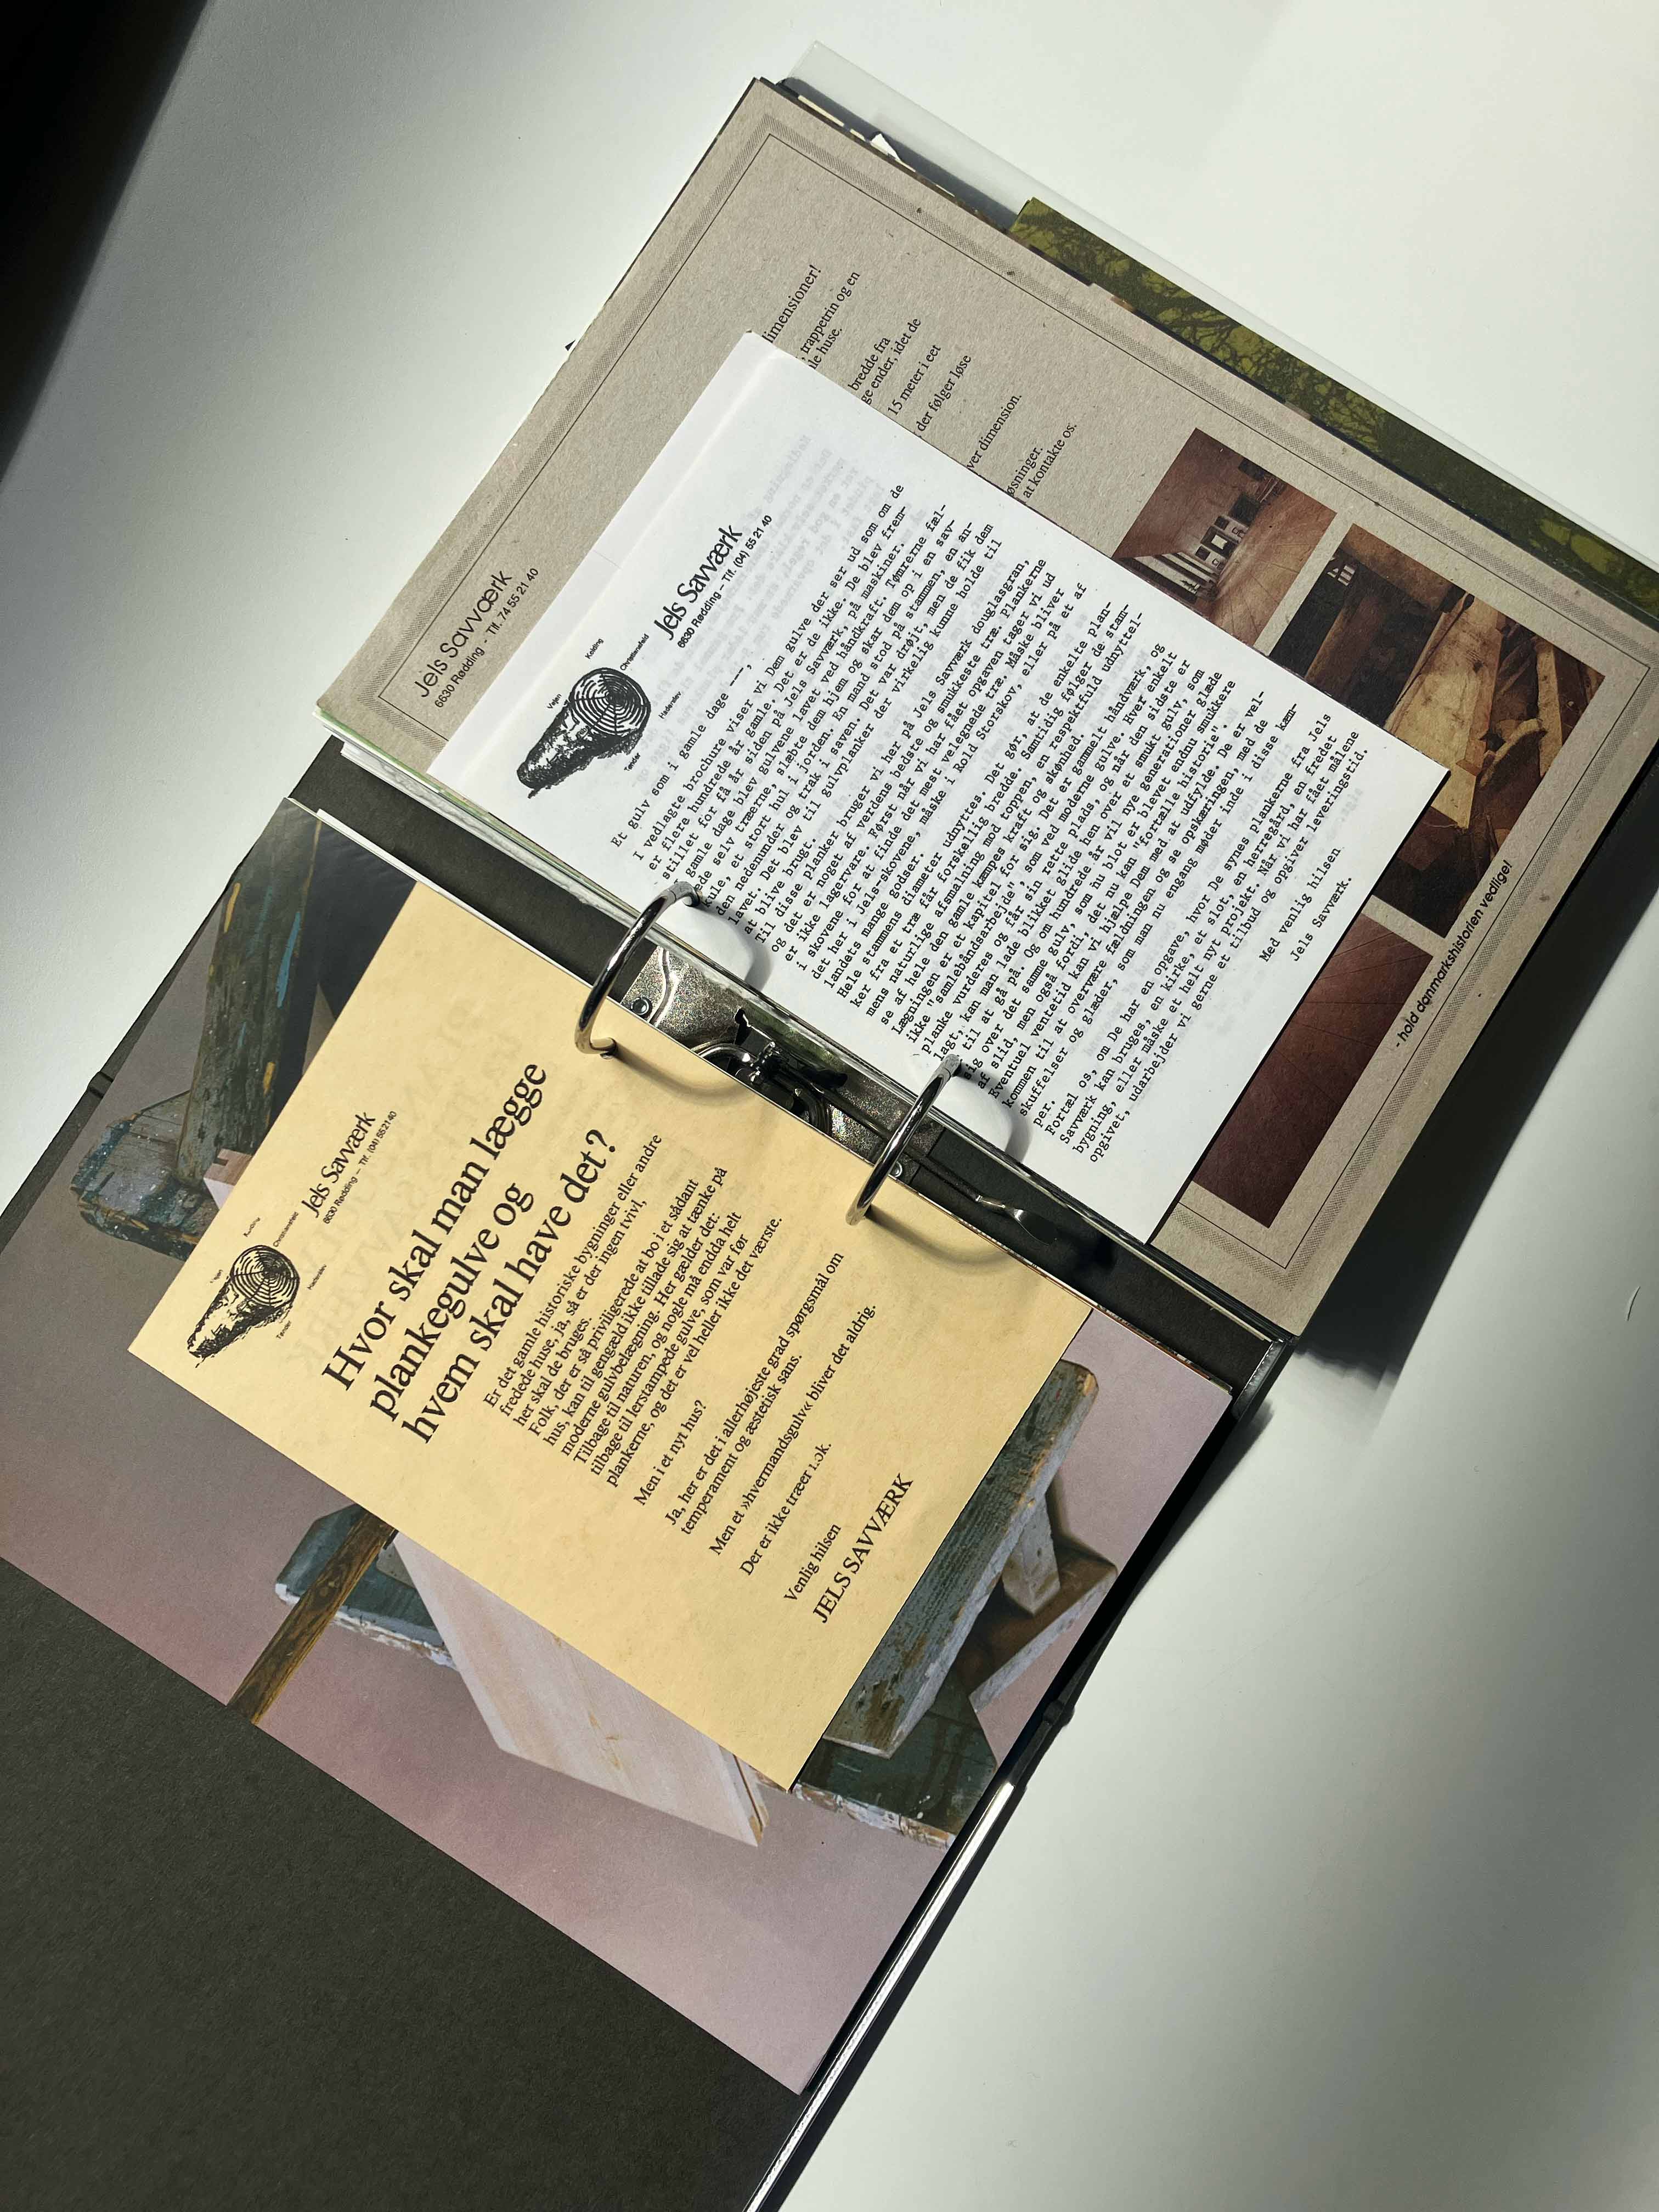 Vejen
Kolding
Christiansfeld
Haderslev
Tønder
Jels Savværk
6630 Rødding – Tlf. (04) 55 21 40
Hvor skal man lægge
plankegulve og
hvem skal have det?
Er det gamle historiske bygninger eller andre
fredede huse, ja, så er der ingen tvivl,
her skal de bruges.
Folk, der er så priviligerede at bo i et sådant
hus, kan til gengæld ikke tillade sig at tænke på
moderne gulvbelægning. Her gælder det:
Tilbage til naturen, og nogle må endda helt
tilbage til lerstampede gulve, som var før
plankerne, og det er vel heller ikke det værste.
Men i et nyt hus?
Ja, her er det i allerhøjeste grad spørgsmål om
temperament og æstetisk sans.
Men et »hvermandsgulv« bliver det aldrig.
Der er ikke træer nok.
Venlig hilsen
JELS SAVVÆRK
Vejen
Kolding
Christiansfeld
Haderslev
Tønder
Jels Savværk
6630 Rødding – Tlf. (04) 55 21 40
Et gulv som i gamle dage ——,
I vedlagte brochure viser vi Dem gulve der ser ud som om de
er flere hundrede år gamle. Det er de ikke. De blev frem-
stillet for få år siden på Jels Savværk, på maskiner.
gamle dage blev gulvene lavet ved håndkraft. Tømrerne fæl-
ede selv træerne, slæbte dem hjem og skar dem op i en sav-
kule, et stort hul i jorden. En mand stod på stammen, en an-
den nedenunder og trak i saven. Det var drøjt, men de fik dem
lavet. Det blev til gulvplanker der virkelig kunne holde til
at blive brugt.
Til disse planker bruger vi her på Jels Savværk douglasgran,
og det er noget af verdens bedste og smukkeste træ. Plankerne
er ikke lagervare. Først når vi har fået opgaven tager vi ud
i skovene for at finde det mest velegnede træ. Måske bliver
det her i Jels-skovene, måske i Rold Storskov, eller på et af
landets mange godser.
Hele stammens diameter udnyttes. Det gør, at de enkelte plan-
ker fra et træ får forskellig bredde. Samtidig følger de stam-
mens naturlige afsmalning mod toppen, en respektfuld udnyttel-
se af hele den gamle kæmpes kraft og skønhed.
Lægningen er et kapitel for sig. Det er gammelt håndværk, og
ikke "samlebåndsarbejde", som ved moderne gulve. Hver enkelt
planke vurderes og får sin rette plads, og når den sidste er
lagt, kan man lade blikket glide hen over et smukt gulv, som
til at gå på. Og om hundrede år vil nye generationer glæde
sig over det samme gulv, som nu blot er blevet endnu smukkere
af slid, men også fordi, det nu kan "fortælle historie".
Eventuel ventetid kan vi hjælpe Dem med at udfylde. De er vel-
kommen til at overvære fældningen og se opskæringen, med de
skuffelser og glæder, som man nu engang møder inde i disse kæm-
per.
Fortæl os, om De har en opgave, hvor De synes plankerne fra Jels
Savværk kan bruges, en kirke, et slot, en herregård, en fredet
bygning, eller måske et helt nyt projekt. Når vi har fået målene
opgivet, udarbejder vi gerne et tilbud og opgiver leveringstid.
Med venlig hilsen
Jels Savværk.
Jels Savværk
6630 Rødding - Tlf. 74 55 21 40
dimensioner!
trappetrin og en
le huse.
bredde fra
ge ender, idet de
15 meter i eet
der følger løse
ver dimension.
øsninger.
at kontakte os.
- hold danmarkshistorien vedlige!